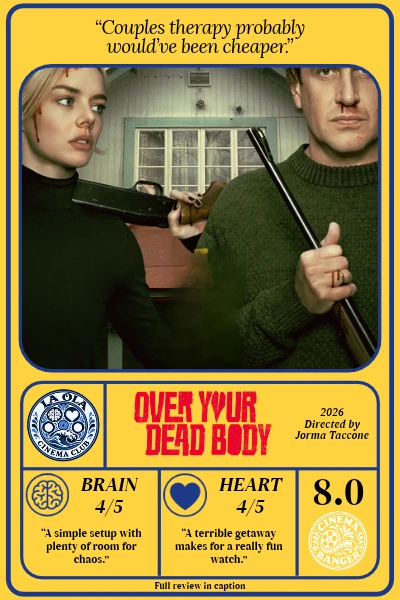 “Couples therapy probably
would’ve been cheaper.”
LA OLA
CINEMA CLUB
OVER YOUR
DEAD BODY
2026
Directed by
Jorma Taccone
BRAIN
4/5
“A simple setup with
plenty of room for
chaos.”
HEART
4/5
“A terrible getaway
makes for a really fun
watch.”
8.0
CINEMA
BANGER
Full review in caption